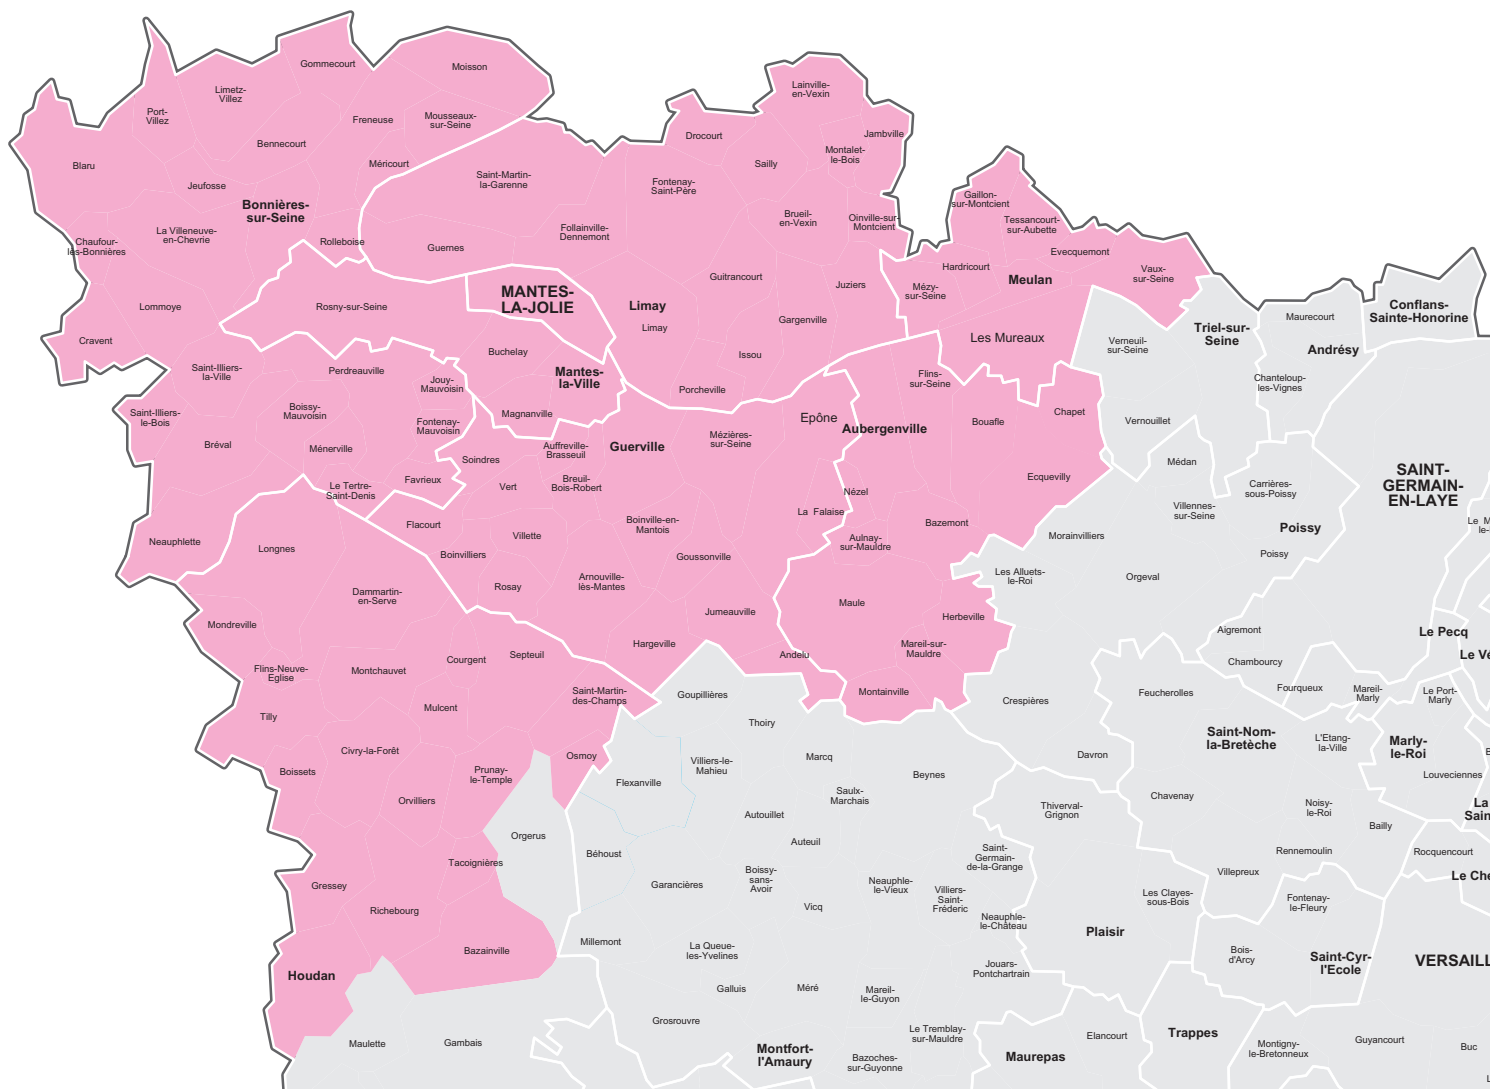 Gommecourt
Moisson
Limetz-
Villez
Port-
Villez
Freneuse
Mousseaux-
sur-Seine
Bennecourt
Blaru
Méricourt
Jeufosse
Bonnières-
sur-Seine
La Villeneuve-
en-Chevrie
Chaufour-
lès-Bonnières
Rolleboise
Lommoye
Cravent
Lainville-
en-Vexin
Drocourt
Jambville
Montalet-
le-Bois
Sailly
Saint-Martin-
la-Garenne
Fontenay-
Saint-Père
Brueil-
en-Vexin
Oinville-sur-
Montcient
Follainville-
Dennemont
Guernes
Guitrancourt
Juziers
Gargenville
Limay
Limay
Issou
Porcheville
MANTES-
LA-JOLIE
Rosny-sur-Seine
Buchelay
Mantes-
la-Ville
Magnanville
Perdreauville
Jouy-
Mauvoisin
Saint-Illiers-
la-Ville
Saint-Illiers-
le-Bois
Boissy-
Mauvoisin
Fontenay-
Mauvoisin
Bréval
Ménerville
Le Tertre-
Saint-Denis
Favrieux
Neauphlette
Gaillon-
sur-Montcient
Tessancourt-
sur-Aubette
Evecquemont
Hardricourt
Meulan
Vaux-
sur-Seine
Mézy-
sur-Seine
Les Mureaux
Flins-
sur-Seine
Chapet
Bouafle
Epône
Aubergenville
Ecquevilly
Nézel
La Falaise
Bazemont
Aulnay-
sur-Mauldre
Maule
Herbeville
Mareil-sur-
Mauldre
Andelu
Montainville
Mézières-
sur-Seine
Guerville
Auffreville-
Brasseuil
Soindres
Vert
Breuil-
Bois-Robert
Flacourt
Villette
Boinville-en-
Mantois
Boinvilliers
Goussonville
Rosay
Arnouville-
lès-Mantes
Jumeauville
Hargeville
Longnes
Dammartin-
en-Serve
Mondreville
Flins-Neuve-
Eglise
Montchauvet
Courgent
Septeuil
Saint-Martin-
des-Champs
Mulcent
Tilly
Civry-la-Forêt
Osmoy
Boissets
Prunay-
le-Temple
Orvilliers
Orgerus
Tacoignières
Gressey
Richebourg
Bazainville
Houdan
Maulette
Gambais
Goupillières
Thoiry
Marcq
Villiers-le-
Mahieu
Flexanville
Beynes
Saulx-
Marchais
Autouillet
Auteuil
Béhoust
Garancières
Boissy-
sans-
Avoir
Neauphle-
le-Vieux
Saint-
Germain-
de-la-Grange
Villiers-
Saint-
Fréderic
Vicq
Neauphle-
le-Château
Millemont
La Queue-
les-Yvelines
Jouars-
Pontchartrain
Galluis
Méré
Mareil-
le-Guyon
Grosrouvre
Le Tremblay-
sur-Mauldre
Montfort-
l'Amaury
Bazoches-
sur-Guyonne
Maurepas
Elancourt
Trappes
Montigny-
le-Bretonneux
Guyancourt
Buc
Triel-sur-
Seine
Verneuil-
sur-Seine
Maurecourt
Conflans-
Sainte-Honorine
Andrésy
Chanteloup-
les-Vignes
Vernouillet
Médan
Carrières-
sous-Poissy
SAINT-
GERMAIN-
EN-LAYE
Villennes-
sur-Seine
Poissy
Poissy
Morainvilliers
Les Alluets-
le-Roi
Orgeval
Aigremont
Le Pecq
Chambourcy
Le Vé
Crespières
Feucherolles
Fourqueux
Mareil-
Marly
Le Port-
Marly
Saint-Nom-
la-Bretèche
L'Etang-
la-Ville
Marly-
le-Roi
Davron
Louveciennes
Chavenay
Thiverval-
Grignon
Noisy-
le-Roi
Bailly
La
Rennemoulin
Rocquencourt
Villepreux
Les Clayes-
sous-Bois
Fontenay-
le-Fleury
Plaisir
Bois-
d'Arcy
Saint-Cyr-
l'Ecole